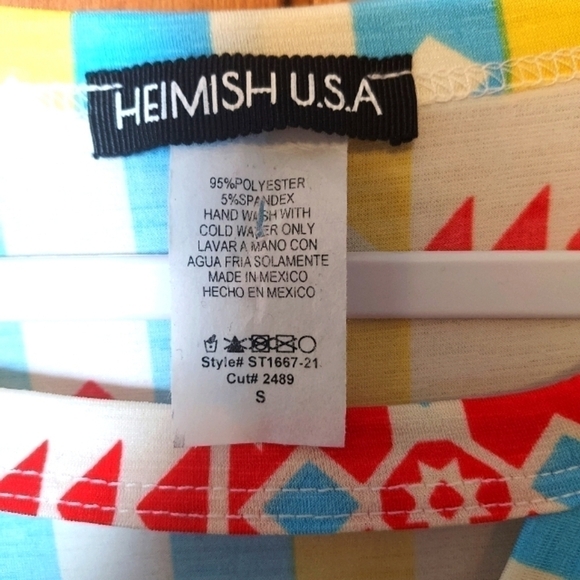 HEIMISH U.S.A
95%POLYESTER
5%SPANDEX
HAND WASH WITH
COLD WATER ONLY
LAVAR A MANO CON
AGUA FRIA SOLAMENTE
MADE IN MEXICO
HECHO EN MEXICO
Style# ST1667-21
Cut# 2489
S